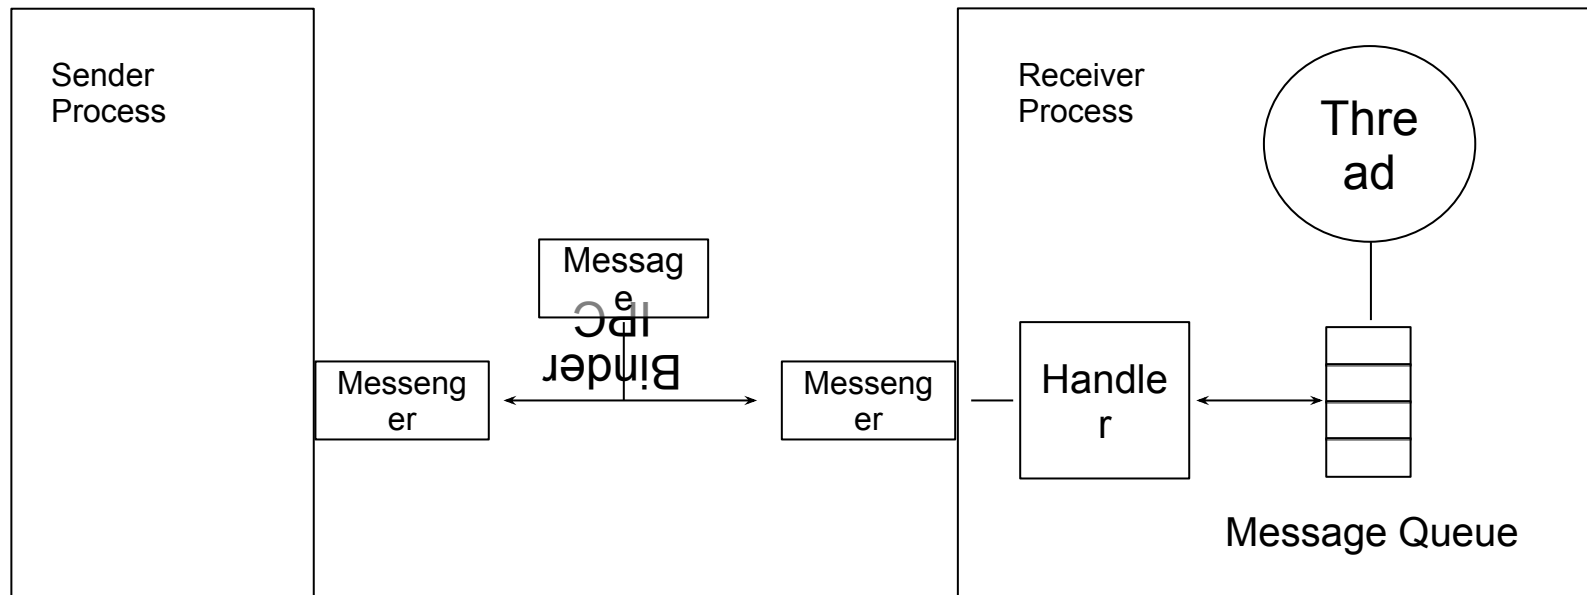 Sender
Process
Receiver
Process
Thre
ad
Messag
e
Binder
IPC
Messeng
er
Messeng
er
Handle
r
Message Queue